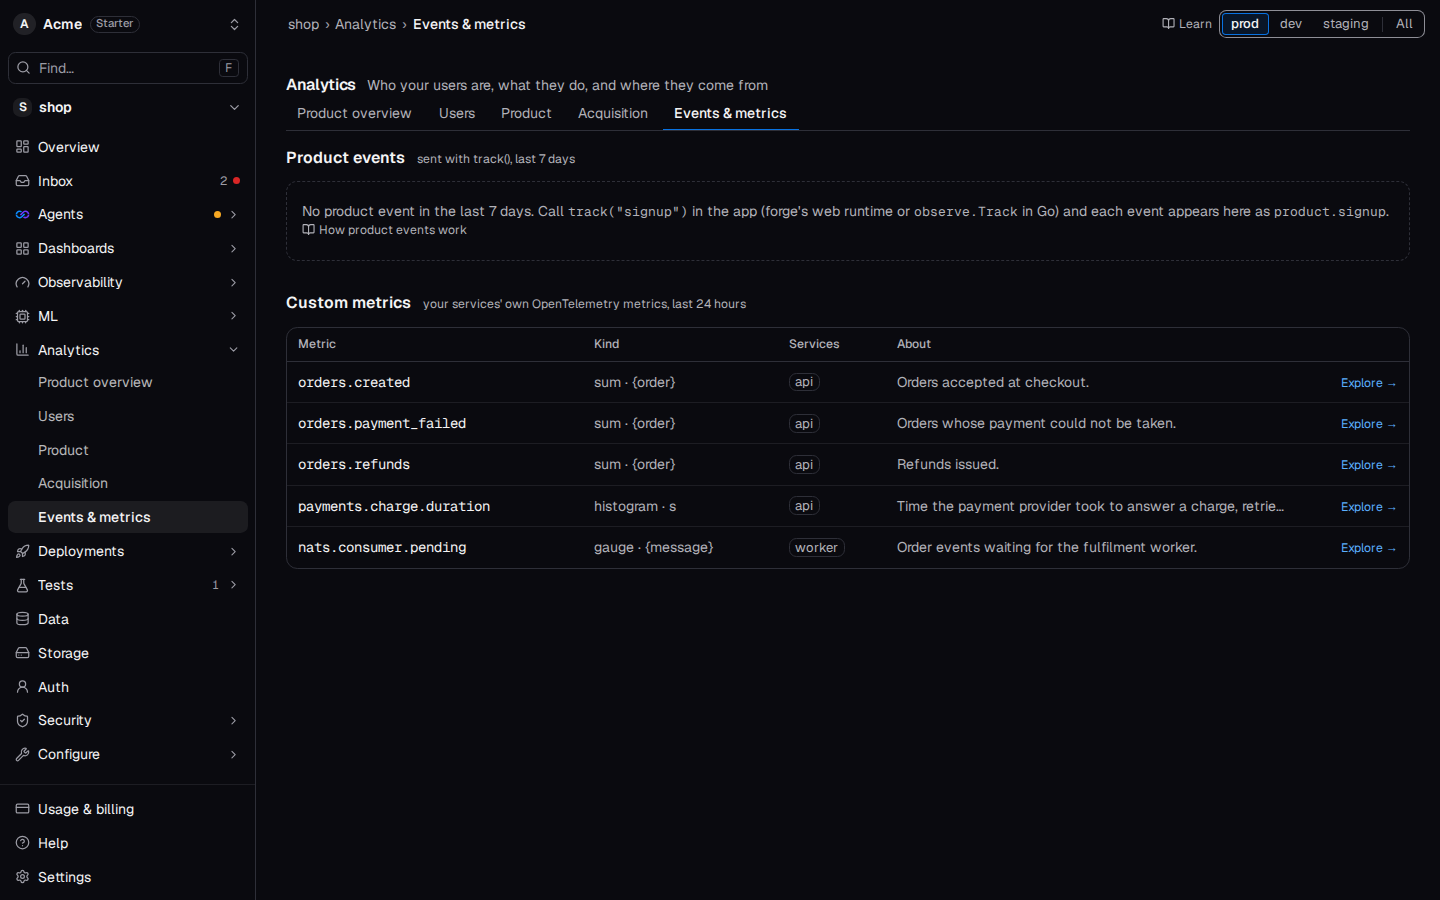 A Acme Starter
Find... F
S shop
Overview
Inbox 2
Agents
Dashboards
Observability
ML
Analytics
Product overview
Users
Product
Acquisition
Events & metrics
Deployments
Tests 1
Data
Storage
Auth
Security
Configure
Usage & billing
Help
Settings
shop › Analytics › Events & metrics
Learn prod dev staging All
Analytics Who your users are, what they do, and where they come from
Product overview Users Product Acquisition Events & metrics
Product events sent with track(), last 7 days
No product event in the last 7 days. Call track("signup") in the app (forge's web runtime or observe.Track in Go) and each event appears here as product.signup.
How product events work
Custom metrics your services' own OpenTelemetry metrics, last 24 hours
Metric Kind Services About
orders.created sum · {order} api Orders accepted at checkout. Explore →
orders.payment_failed sum · {order} api Orders whose payment could not be taken. Explore →
orders.refunds sum · {order} api Refunds issued. Explore →
payments.charge.duration histogram · s api Time the payment provider took to answer a charge, retrie... Explore →
nats.consumer.pending gauge · {message} worker Order events waiting for the fulfilment worker. Explore →